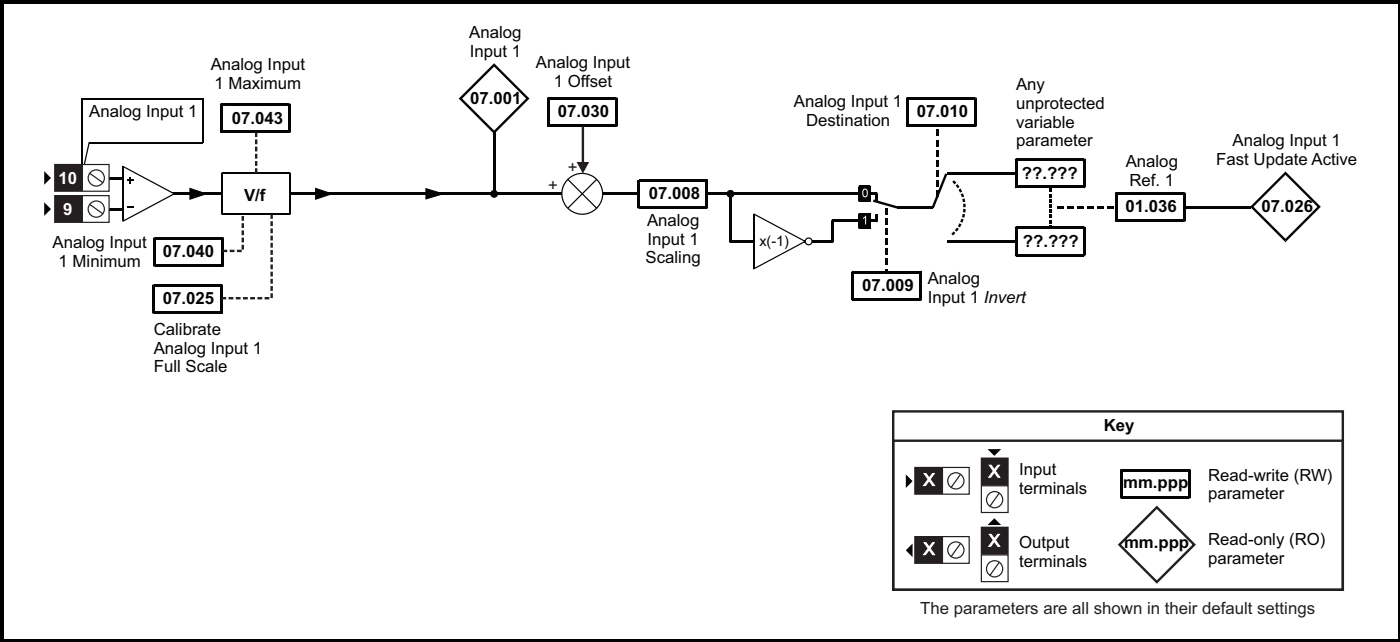 Analog Input 1
10
9
+
−
Analog Input
1 Maximum
07.043
V/f
Analog Input
1 Minimum
07.040
07.025
Calibrate
Analog Input 1
Full Scale
Analog
Input 1
07.001
Analog Input
1 Offset
07.030
+
+
07.008
Analog
Input 1
Scaling
x(-1)
0
1
Analog Input 1
Destination
07.010
07.009
Analog
Input 1 Invert
Any
unprotected
variable
parameter
??.???
??.???
Analog
Ref. 1
01.036
Analog Input 1
Fast Update Active
07.026
Key
X
X
Input
terminals
mm.ppp
Read-write (RW)
parameter
X
X
Output
terminals
mm.ppp
Read-only (RO)
parameter
The parameters are all shown in their default settings